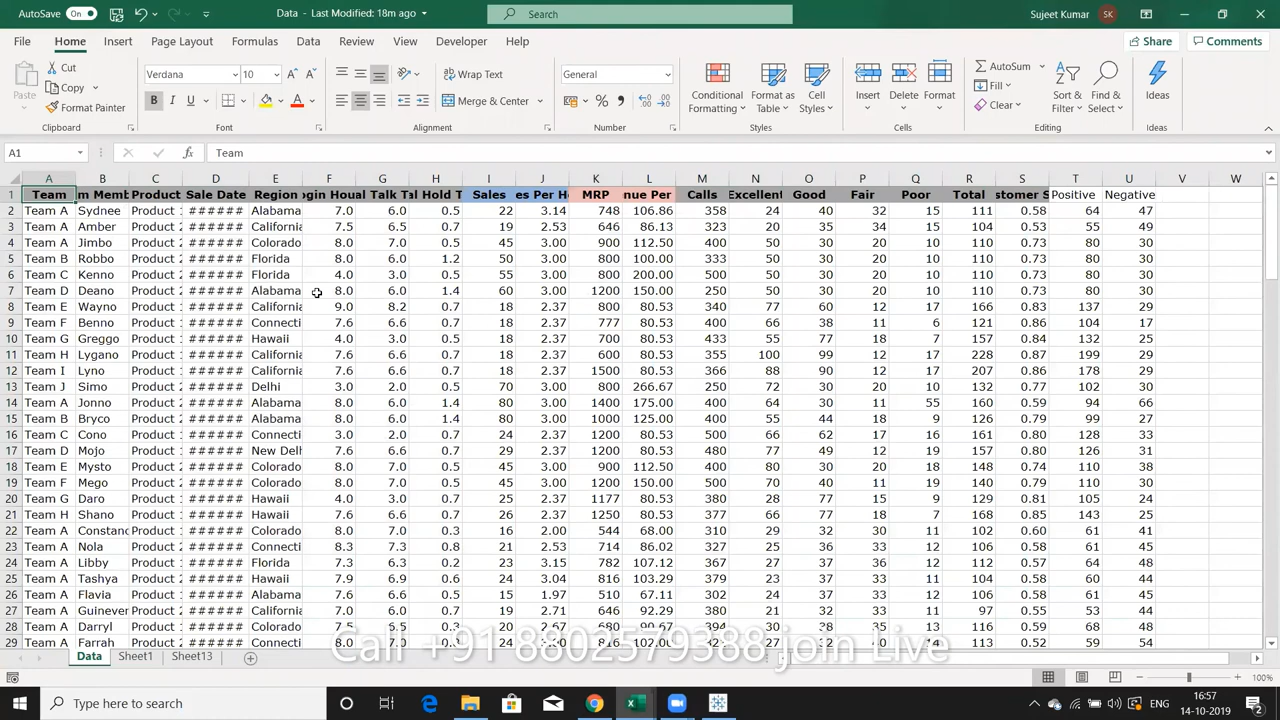 AutoSave On Data - Last Modified: 18m ago Search Sujeet Kumar SK
File Home Insert Page Layout Formulas Data Review View Developer Help Share Comments
Cut Verdana 10 Wrap Text General AutoSum
Paste Copy Conditional Formatting Format as Table Cell Styles Insert Delete Format Fill Sort & Filter Find & Select Ideas
Format Painter B I U Merge & Center Clear
Clipboard Font Alignment Number Styles Cells Editing Ideas
A1 fx Team
A B C D E F G H I J K L M N O P Q R S T U V W
1 Team m Memb Product Sale Date Region gin Hou al Talk T al Hold T Sales es Per H MRP nue Per Calls Excellent Good Fair Poor Total stomer S Positive Negative
2 Team A Sydnee Product ###### Alabama 7.0 6.0 0.5 22 3.14 748 106.86 358 24 40 32 15 111 0.58 64 47
3 Team A Amber Product ###### California 7.5 6.5 0.7 19 2.53 646 86.13 323 20 35 34 15 104 0.53 55 49
4 Team A Jimbo Product ###### Colorado 8.0 7.0 0.5 45 3.00 900 112.50 400 50 30 20 10 110 0.73 80 30
5 Team B Robbo Product ###### Florida 8.0 6.0 1.2 50 3.00 800 100.00 333 50 30 20 10 110 0.73 80 30
6 Team C Kenno Product ###### Florida 4.0 3.0 0.5 55 3.00 800 200.00 500 50 30 20 10 110 0.73 80 30
7 Team D Deano Product ###### Alabama 8.0 6.0 1.4 60 3.00 1200 150.00 250 50 30 20 10 110 0.73 80 30
8 Team E Wayno Product ###### California 9.0 8.2 0.7 18 2.37 800 80.53 340 77 60 12 17 166 0.83 137 29
9 Team F Benno Product ###### Connecti 7.6 6.6 0.7 18 2.37 777 80.53 400 66 38 11 6 121 0.86 104 17
10 Team G Greggo Product ###### Hawaii 4.0 3.0 0.5 18 2.37 700 80.53 433 55 77 18 7 157 0.84 132 25
11 Team H Lygano Product ###### California 7.6 6.6 0.7 18 2.37 600 80.53 355 100 99 12 17 228 0.87 199 29
12 Team I Lyno Product ###### California 7.6 6.6 0.7 18 2.37 1500 80.53 366 88 90 12 17 207 0.86 178 29
13 Team J Simo Product ###### Delhi 3.0 2.0 0.5 70 3.00 800 266.67 250 72 30 20 10 132 0.77 102 30
14 Team A Jonno Product ###### Alabama 8.0 6.0 1.4 80 3.00 1400 175.00 400 64 30 11 55 160 0.59 94 66
15 Team B Bryco Product ###### Alabama 8.0 6.0 1.4 80 3.00 1000 125.00 400 55 44 18 9 126 0.79 99 27
16 Team C Cono Product ###### Connecti 3.0 2.0 0.7 24 2.37 1200 80.53 500 66 62 17 16 161 0.80 128 33
17 Team D Mojo Product ###### New Delh 7.6 6.6 0.7 29 2.37 1200 80.53 480 77 49 12 19 157 0.80 126 31
18 Team E Mysto Product ###### Colorado 8.0 7.0 0.5 45 3.00 900 112.50 400 80 30 20 18 148 0.74 110 38
19 Team F Mego Product ###### Colorado 8.0 7.0 0.5 45 3.00 1200 150.00 500 70 40 11 19 140 0.79 110 30
20 Team G Daro Product ###### Hawaii 4.0 3.0 0.7 25 2.37 1177 80.53 380 28 77 15 9 129 0.81 105 24
21 Team H Shano Product ###### Hawaii 7.6 6.6 0.7 26 2.37 1250 80.53 377 66 77 18 7 168 0.85 143 25
22 Team A Constanc Product ###### Colorado 8.0 7.0 0.3 16 2.00 544 68.00 310 29 32 30 11 102 0.60 61 41
23 Team A Nola Product ###### Connecti 8.3 7.3 0.8 21 2.53 714 86.02 327 25 36 33 12 106 0.58 61 45
24 Team A Libby Product ###### Florida 7.3 6.3 0.2 23 3.15 782 107.12 367 27 37 36 12 112 0.57 64 48
25 Team A Tashya Product ###### Hawaii 7.9 6.9 0.6 24 3.04 816 103.29 379 23 37 33 11 104 0.58 60 44
26 Team A Flavia Product ###### Alabama 7.6 6.6 0.5 15 1.97 510 67.11 302 24 37 33 12 106 0.58 61 45
27 Team A Guinever Product ###### California 7.0 6.0 0.4 19 2.71 646 92.29 380 21 32 33 11 97 0.55 53 44
28 Team A Darryl Product ###### Colorado 7.5 6.5 0.3 20 2.67 680 90.67 394 30 38 33 15 116 0.59 68 48
29 Team A Farrah Product ###### Connecti 24 816 102.00 113 0.52 59 54
Call +91 8802579388 join Live
Data Sheet1 Sheet13
100%
Type here to search ENG 16:57
14-10-2019 2